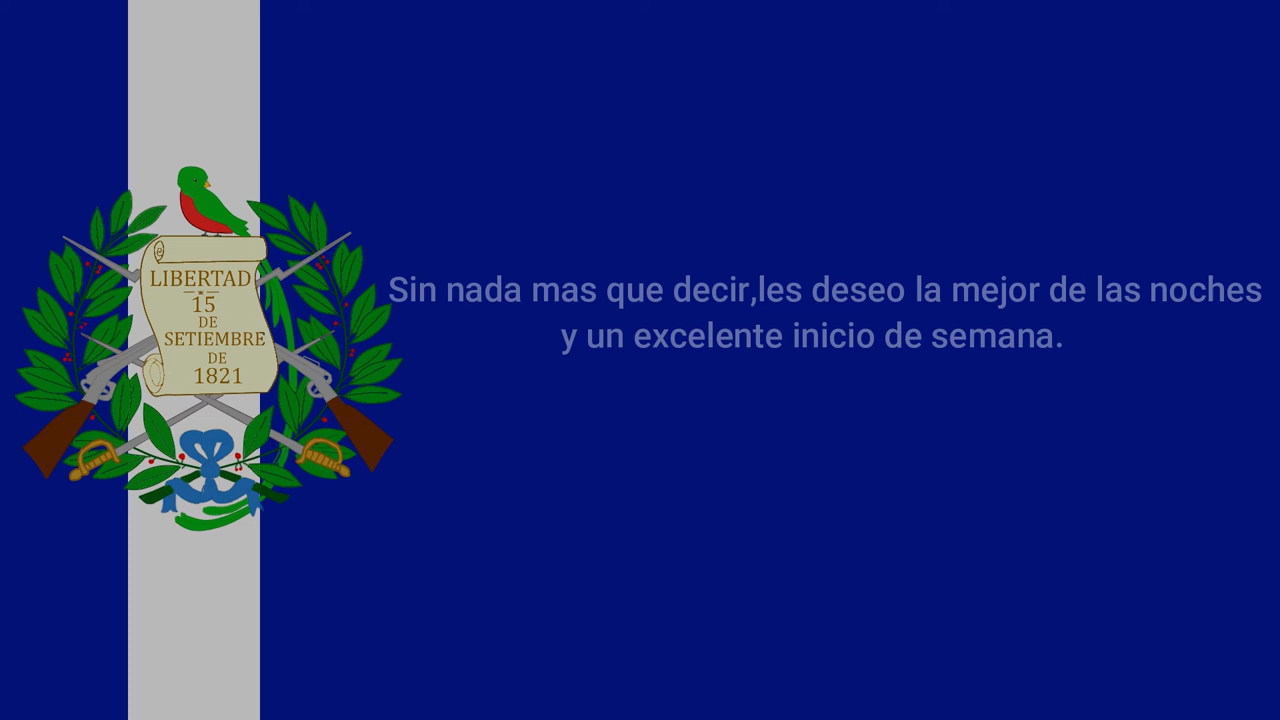 LIBERTAD
15
DE
SETIEMBRE
DE
1821
Sin nada mas que decir,les deseo la mejor de las noches
y un excelente inicio de semana.